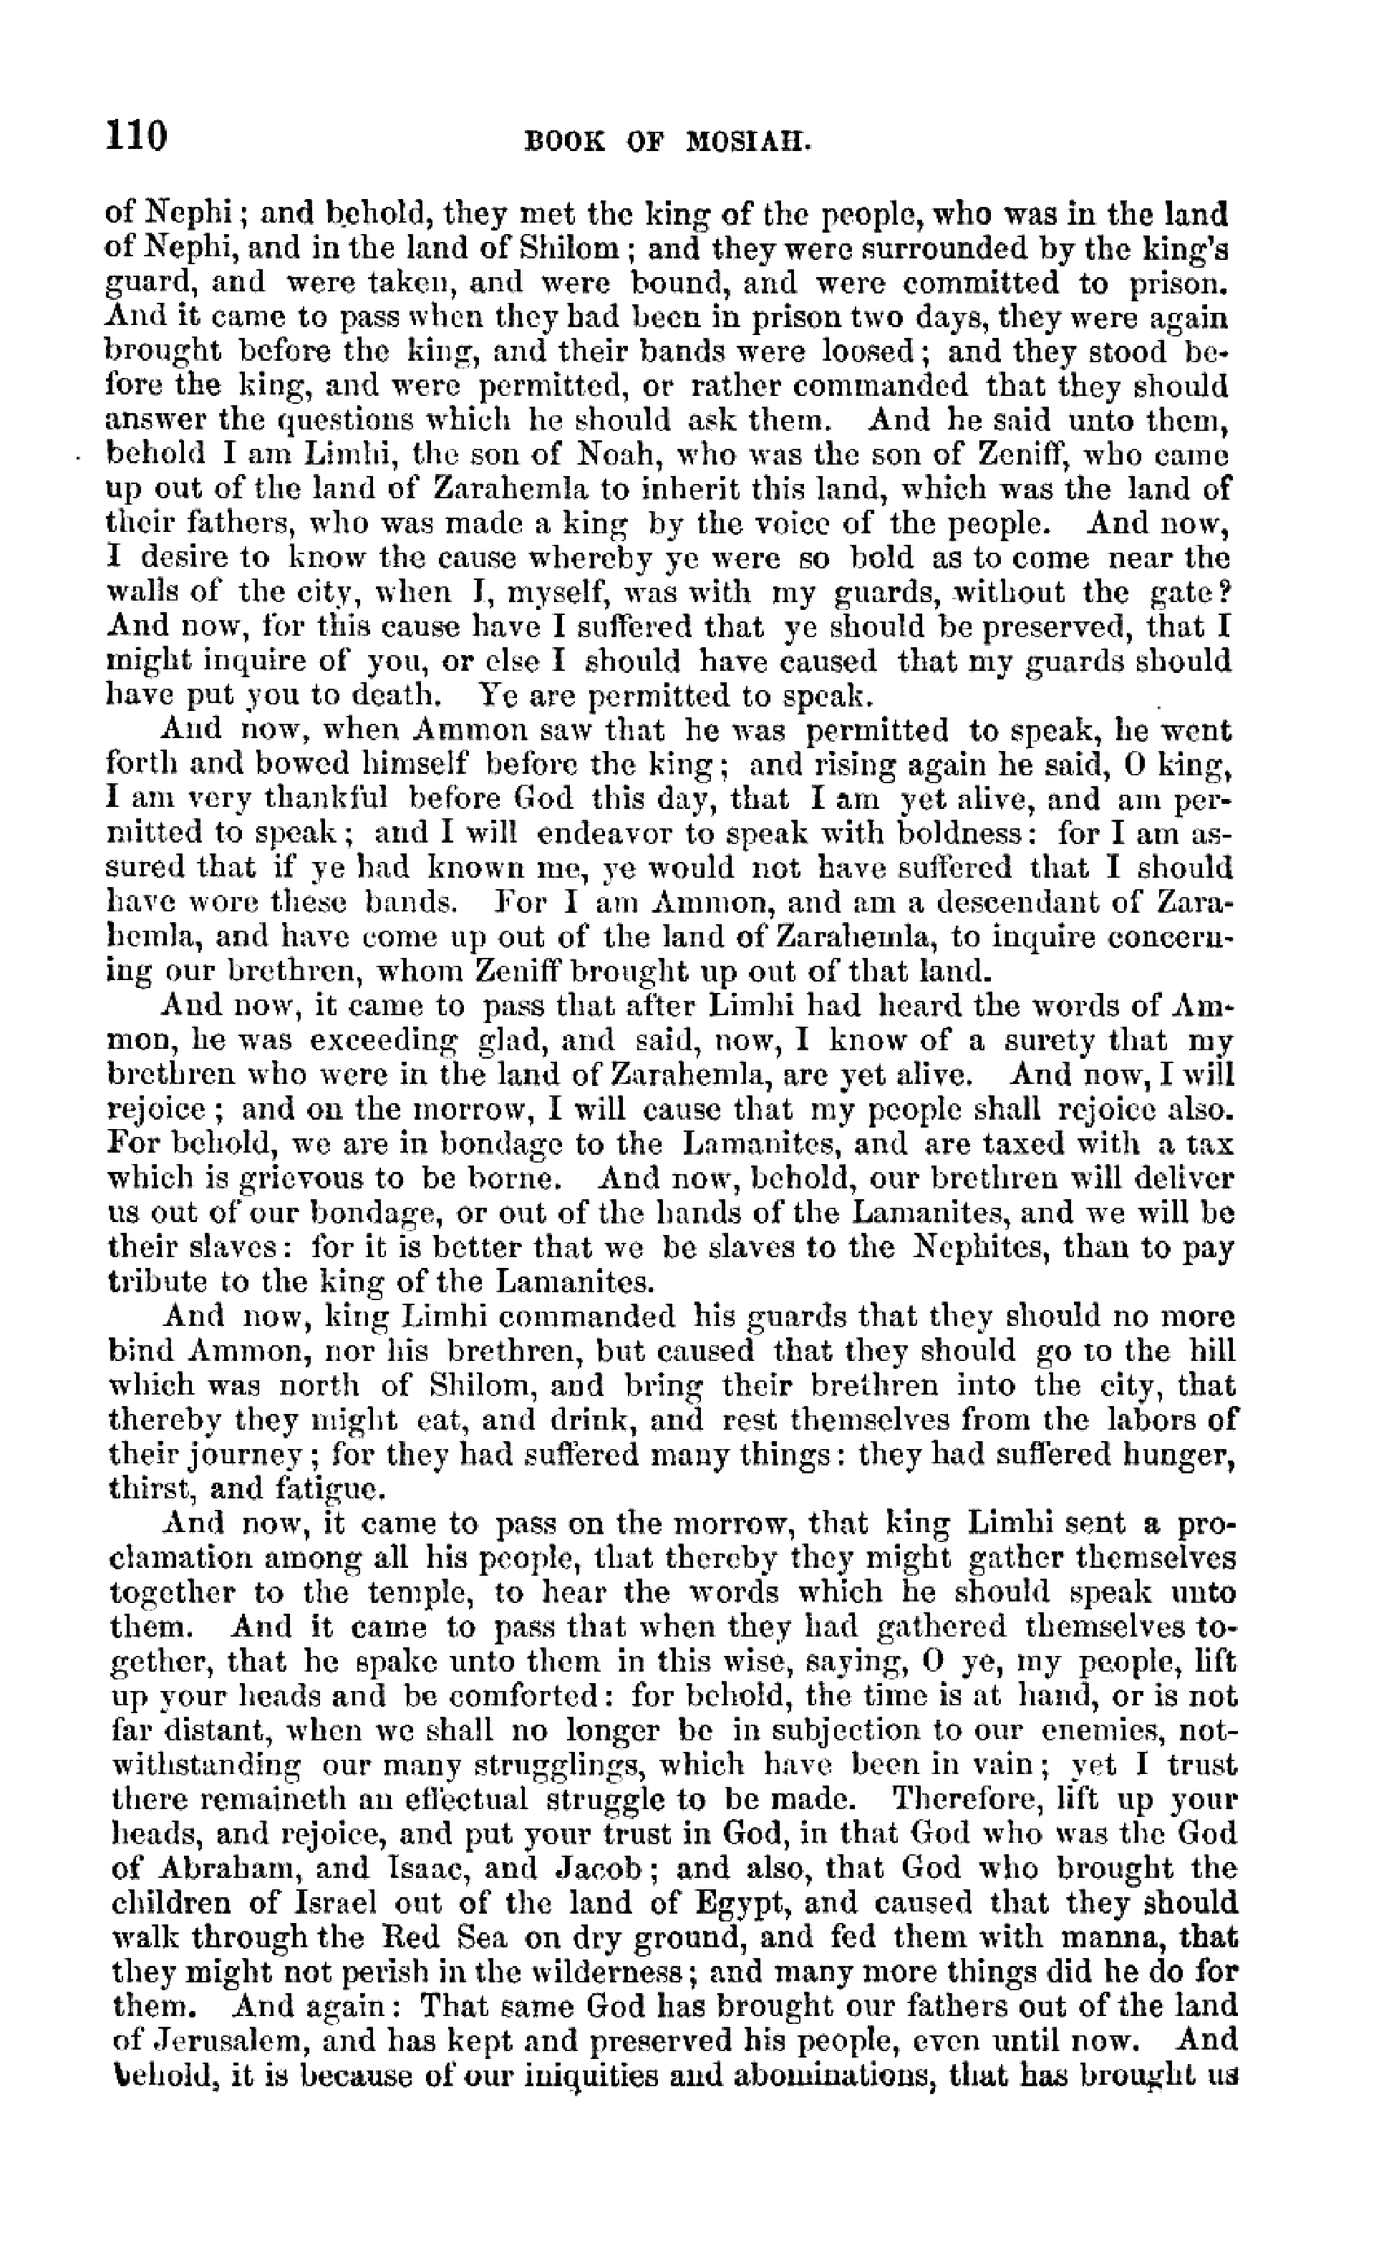 110 BOOK OF MOSIAH.
of Nephi; and behold, they met the king of the people, who was in the land
of Nephi, and in the land of Shilom; and they were surrounded by the king's
guard, and were taken, and were bound, and were committed to prison.
And it came to pass when they had been in prison two days, they were again
brought before the king, and their bands were loosed; and they stood be-
fore the king, and were permitted, or rather commanded that they should
answer the questions which he should ask them. And he said unto them,
behold I am Limhi, the son of Noah, who was the son of Zeniff, who came
up out of the land of Zarahemla to inherit this land, which was the land of
their fathers, who was made a king by the voice of the people. And now,
I desire to know the cause whereby ye were so bold as to come near the
walls of the city, when I, myself, was with my guards, without the gate?
And now, for this cause have I suffered that ye should be preserved, that I
might inquire of you, or else I should have caused that my guards should
have put you to death. Ye are permitted to speak.
And now, when Ammon saw that he was permitted to speak, he went
forth and bowed himself before the king; and rising again he said, O king,
I am very thankful before God this day, that I am yet alive, and am per-
mitted to speak; and I will endeavor to speak with boldness: for I am as-
sured that if ye had known me, ye would not have suffered that I should
have wore these bands. For I am Ammon, and am a descendant of Zara-
hemla, and have come up out of the land of Zarahemla, to inquire concern-
ing our brethren, whom Zeniff brought up out of that land.
And now, it came to pass that after Limhi had heard the words of Am-
mon, he was exceeding glad, and said, now, I know of a surety that my
brethren who were in the land of Zarahemla, are yet alive. And now, I will
rejoice; and on the morrow, I will cause that my people shall rejoice also.
For behold, we are in bondage to the Lamanites, and are taxed with a tax
which is grievous to be borne. And now, behold, our brethren will deliver
us out of our bondage, or out of the hands of the Lamanites, and we will be
their slaves: for it is better that we be slaves to the Nephites, than to pay
tribute to the king of the Lamanites.
And now, king Limhi commanded his guards that they should no more
bind Ammon, nor his brethren, but caused that they should go to the hill
which was north of Shilom, and bring their brethren into the city, that
thereby they might eat, and drink, and rest themselves from the labors of
their journey; for they had suffered many things: they had suffered hunger,
thirst, and fatigue.
And now, it came to pass on the morrow, that king Limhi sent a pro-
clamation among all his people, that thereby they might gather themselves
together to the temple, to hear the words which he should speak unto
them. And it came to pass that when they had gathered themselves to-
gether, that he spake unto them in this wise, saying, O ye, my people, lift
up your heads and be comforted: for behold, the time is at hand, or is not
far distant, when we shall no longer be in subjection to our enemies, not-
withstanding our many strugglings, which have been in vain; yet I trust
there remaineth an effectual struggle to be made. Therefore, lift up your
heads, and rejoice, and put your trust in God, in that God who was the God
of Abraham, and Isaac, and Jacob; and also, that God who brought the
children of Israel out of the land of Egypt, and caused that they should
walk through the Red Sea on dry ground, and fed them with manna, that
they might not perish in the wilderness; and many more things did he do for
them. And again: That same God has brought our fathers out of the land
of Jerusalem, and has kept and preserved his people, even until now. And
behold, it is because of our iniquities and abominations, that has brought us